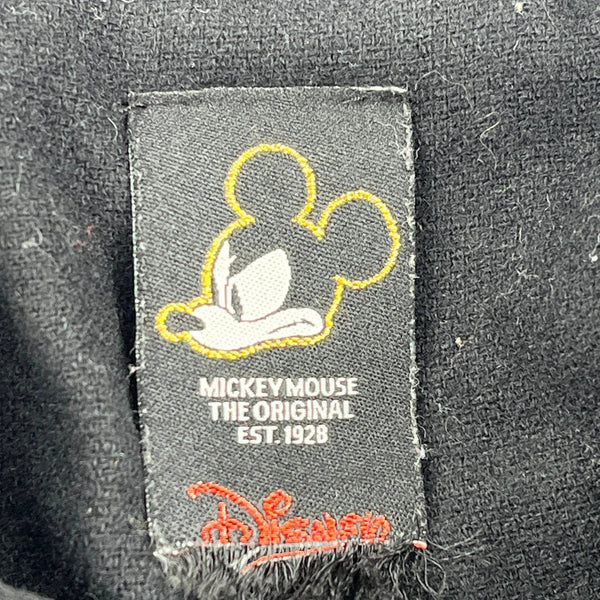 MICKEY MOUSE
THE ORIGINAL
EST. 1928
Disney